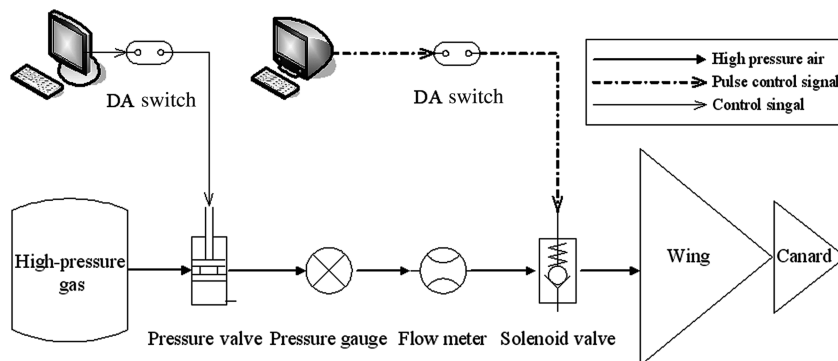 DA switch
DA switch
High pressure air
Pulse control signal
Control singal
High-pressure
gas
Wing
Canard
Pressure valve
Pressure gauge
Flow meter
Solenoid valve